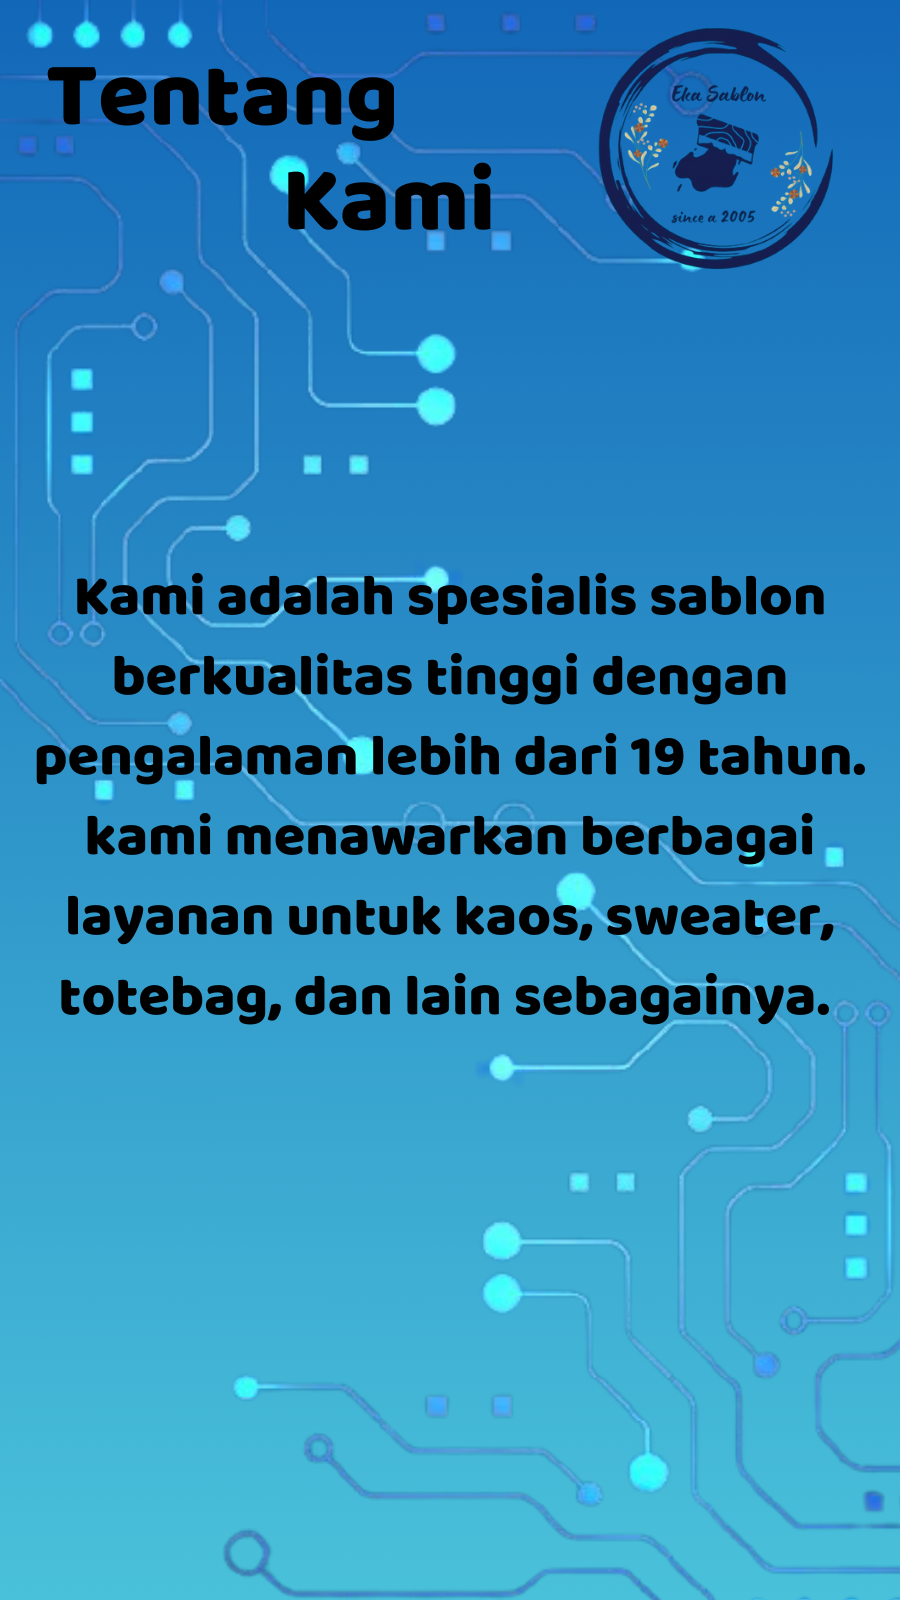 Tentang
Kami
Eka Sablon
since a 2005
Kami adalah spesialis sablon
berkualitas tinggi dengan
pengalaman lebih dari 19 tahun.
kami menawarkan berbagai
layanan untuk kaos, sweater,
totebag, dan lain sebagainya.